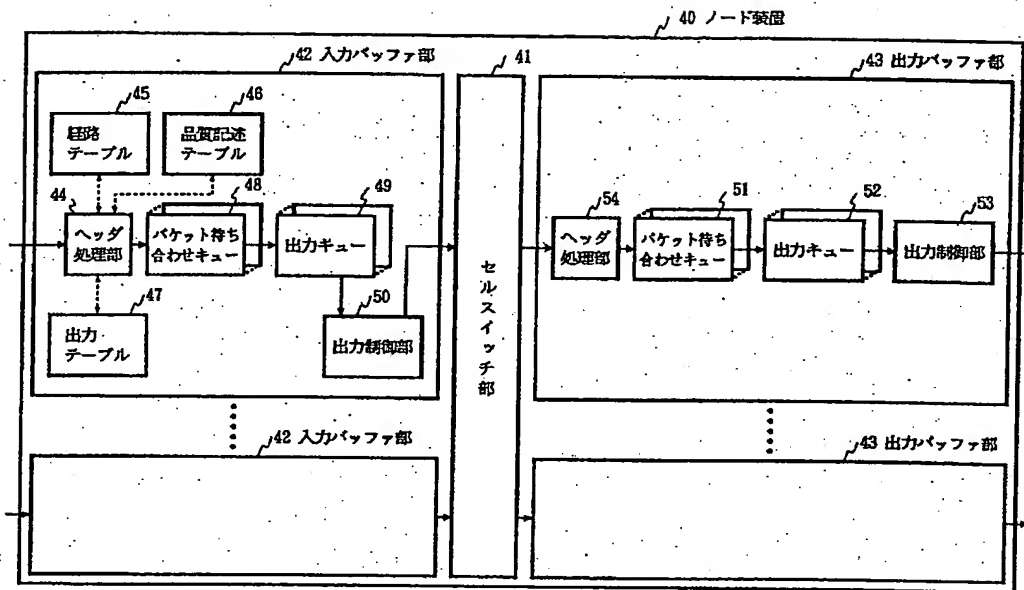 40 ノード装置
42 入力バッファ部
41
43 出力バッファ部
45
46
経路
テーブル
品質記述
テーブル
44
48
49
ヘッダ
処理部
パケット待ち
合わせキュー
出力キュー
47
50
出力
テーブル
出力制御部
セルスイッチ部
54
51
52
53
ヘッダ
処理部
パケット待ち
合わせキュー
出力キュー
出力制御部
42 入力バッファ部
43 出力バッファ部